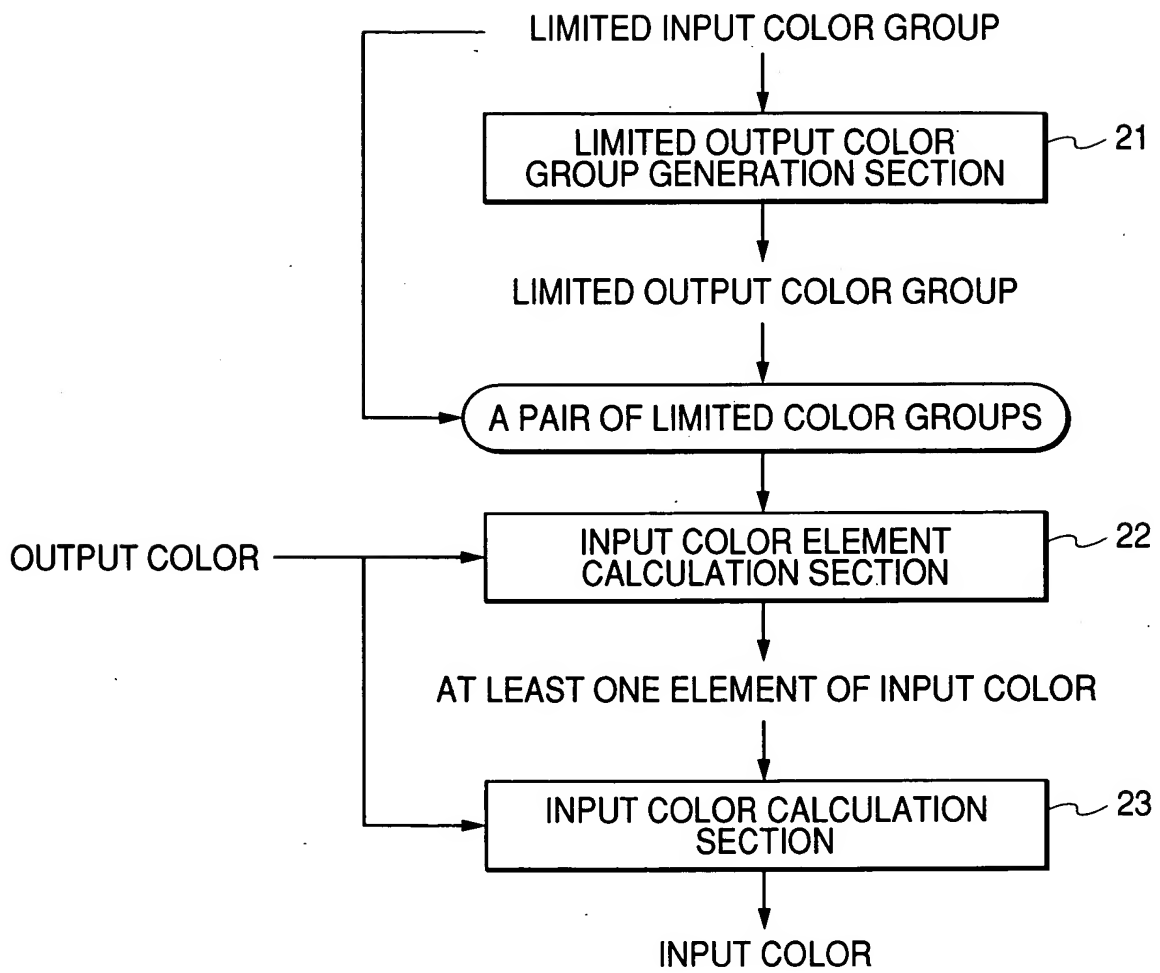 LIMITED INPUT COLOR GROUP
LIMITED OUTPUT COLOR
GROUP GENERATION SECTION
21
LIMITED OUTPUT COLOR GROUP
A PAIR OF LIMITED COLOR GROUPS
OUTPUT COLOR
INPUT COLOR ELEMENT
CALCULATION SECTION
22
AT LEAST ONE ELEMENT OF INPUT COLOR
INPUT COLOR CALCULATION
SECTION
23
INPUT COLOR